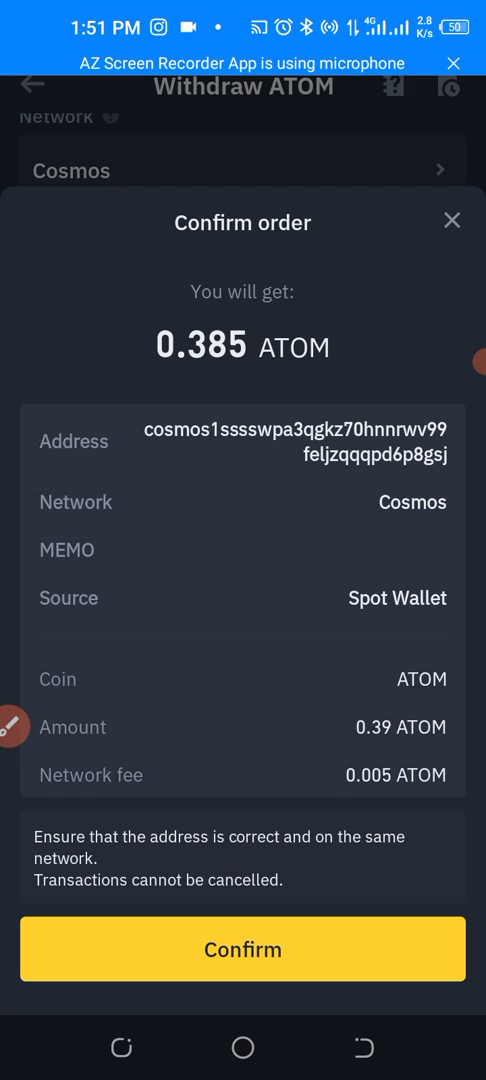 1:51 PM 4G 2.8 K/s 50
AZ Screen Recorder App is using microphone
Withdraw ATOM
Network
Cosmos
Confirm order
You will get:
0.385 ATOM
Address cosmos1sssswpa3qgkz70hnnrwv99
feljzqqqpd6p8gsj
Network Cosmos
MEMO
Source Spot Wallet
Coin ATOM
Amount 0.39 ATOM
Network fee 0.005 ATOM
Ensure that the address is correct and on the same
network.
Transactions cannot be cancelled.
Confirm